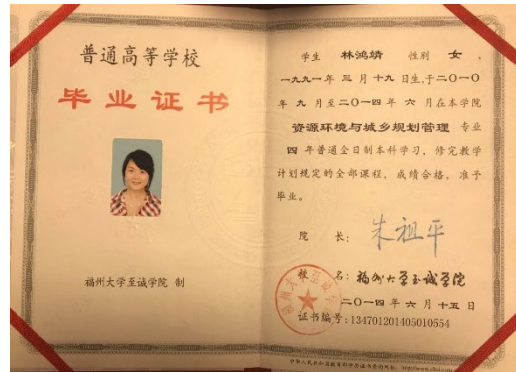 普通高等学校
毕业证书
福州大学至诚学院 制
学生 林鸿婧 性别 女 、
一九九一年 三 月 十九 日生,于二〇一〇
年 九 月至二〇一四年 六 月在本学院
资源环境与城乡规划管理 专业
四 年普通全日制本科学习，修完教学
计划规定的全部课程，成绩合格，准予
毕业。
院 长： 朱祖平
校 名：福州大学至诚学院
二〇一四 年 六 月 十五 日
证书编号：134701201405010554